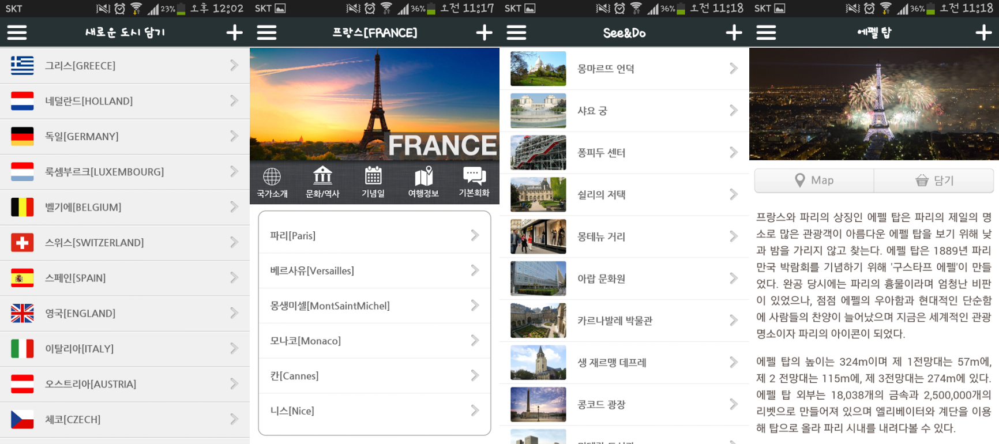 SKT 23% 오후 12:02
새로운 도시 담기
그리스[GREECE]
네덜란드[HOLLAND]
독일[GERMANY]
룩셈부르크[LUXEMBOURG]
벨기에[BELGIUM]
스위스[SWITZERLAND]
스페인[SPAIN]
영국[ENGLAND]
이탈리아[ITALY]
오스트리아[AUSTRIA]
체코[CZECH]
SKT 36% 오전 11:17
프랑스[FRANCE]
FRANCE
국가소개 문화/역사 기념일 여행정보 기본회화
파리[Paris]
베르사유[Versailles]
몽생미셸[MontSaintMichel]
모나코[Monaco]
칸[Cannes]
니스[Nice]
SKT 36% 오전 11:18
See&Do
몽마르뜨 언덕
샤요 궁
퐁피두 센터
쉴리의 저택
몽테뉴 거리
아랍 문화원
카르나발레 박물관
생 재르맹 데프레
콩코드 광장
SKT 36% 오전 11:18
에펠 탑
Map 담기
프랑스와 파리의 상징인 에펠 탑은 파리의 제일의 명
소로 많은 관광객이 아름다운 에펠 탑을 보기 위해 낮
과 밤을 가리지 않고 찾는다. 에펠 탑은 1889년 파리
만국 박람회를 기념하기 위해 '구스타프 에펠'이 만들
었다. 완공 당시에는 파리의 흉물이라며 엄청난 비판
이 있었으나, 점점 에펠의 우아함과 현대적인 단순함
에 사람들의 찬양이 늘어났으며 지금은 세계적인 관광
명소이자 파리의 아이콘이 되었다.
에펠 탑의 높이는 324m이며 제 1전망대는 57m에,
제 2 전망대는 115m에, 제 3전망대는 274m에 있다.
에펠 탑 외부는 18,038개의 금속과 2,500,000개의
리벳으로 만들어져 있으며 엘리베이터와 계단을 이용
해 탑으로 올라 파리 시내를 내려다볼 수 있다.